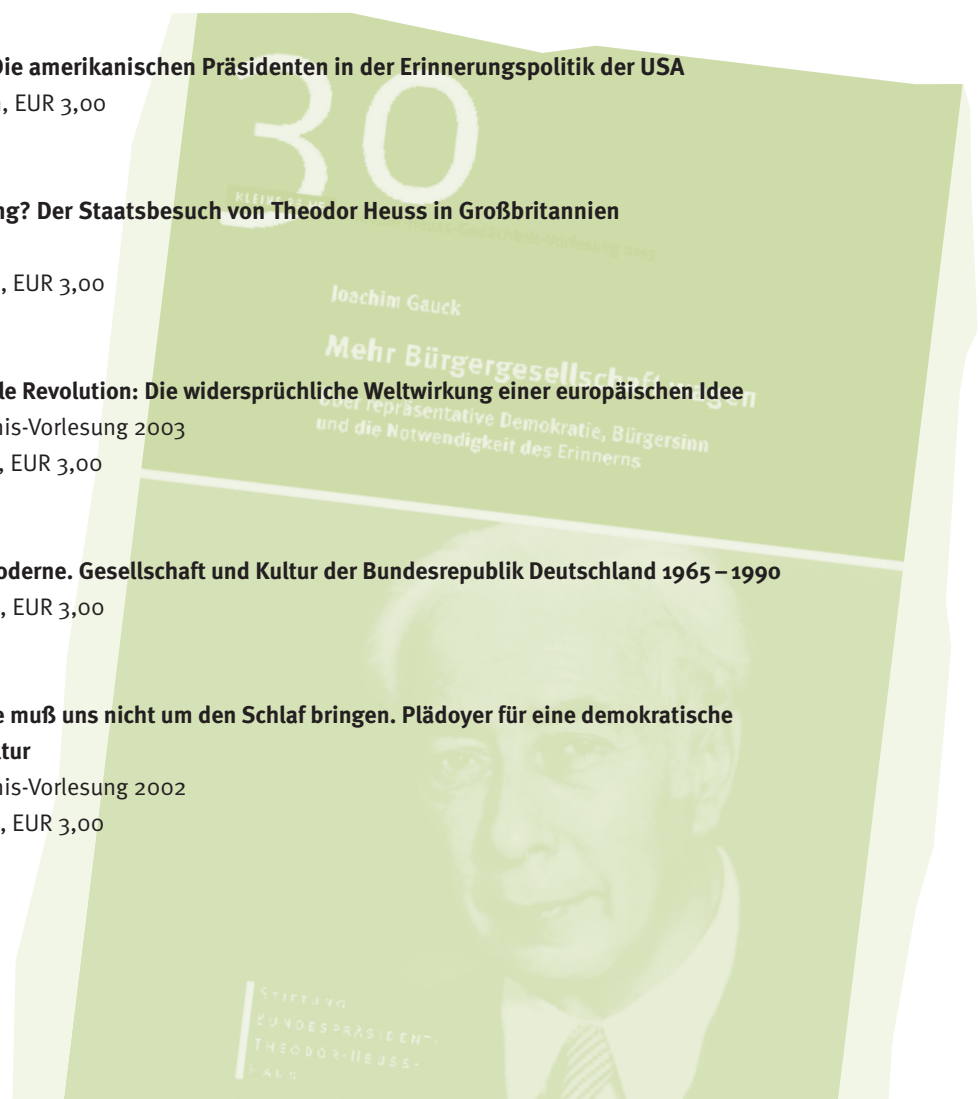 Die amerikanischen Präsidenten in der Erinnerungspolitik der USA
, EUR 3,00
ng? Der Staatsbesuch von Theodor Heuss in Großbritannien
, EUR 3,00
le Revolution: Die widersprüchliche Weltwirkung einer europäischen Idee
nis-Vorlesung 2003
, EUR 3,00
oderne. Gesellschaft und Kultur der Bundesrepublik Deutschland 1965 – 1990
, EUR 3,00
e muß uns nicht um den Schlaf bringen. Plädoyer für eine demokratische
tur
nis-Vorlesung 2002
, EUR 3,00
30
Joachim Gauck
Mehr Bürgergesellschaft wagen
Über repräsentative Demokratie, Bürgersinn
und die Notwendigkeit des Erinnerns
STIFTUNG
BUNDESPRÄSIDENT-
THEODOR-HEUSS-
HAUS